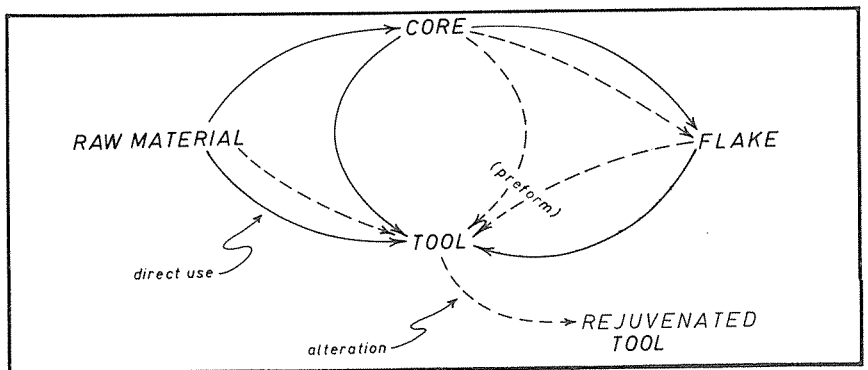 CORE
RAW MATERIAL
FLAKE
(preform)
TOOL
direct use
REJUVENATED
TOOL
alteration